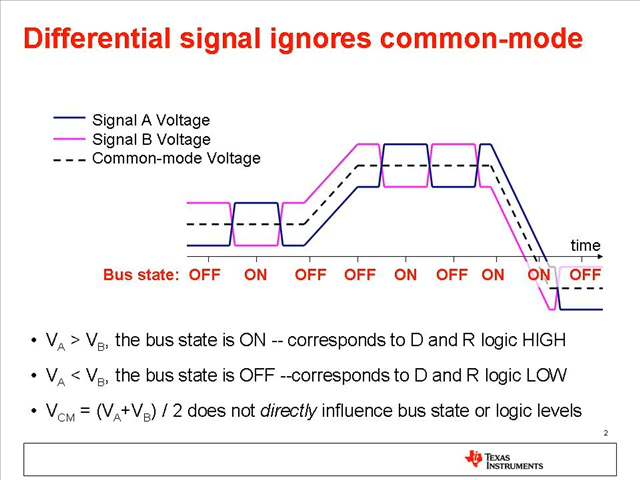 Differential signal ignores common-mode
Signal A Voltage
Signal B Voltage
Common-mode Voltage
time
Bus state: OFF ON OFF OFF ON OFF ON ON OFF
• VA > VB, the bus state is ON -- corresponds to D and R logic HIGH
• VA < VB, the bus state is OFF --corresponds to D and R logic LOW
• VCM = (VA+VB) / 2 does not directly influence bus state or logic levels
2
TEXAS
INSTRUMENTS